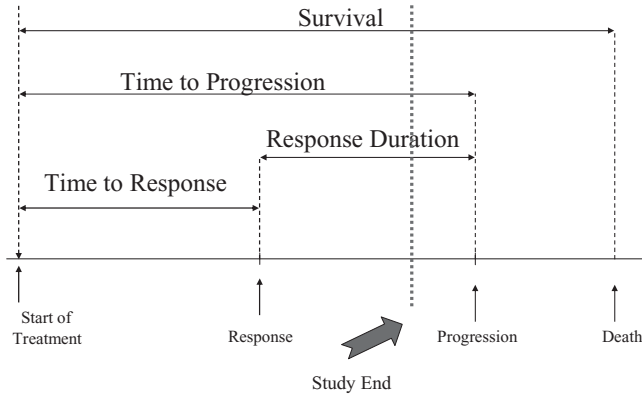 Survival
Time to Progression
Response Duration
Time to Response
Start of
Treatment
Response
Progression
Death
Study End